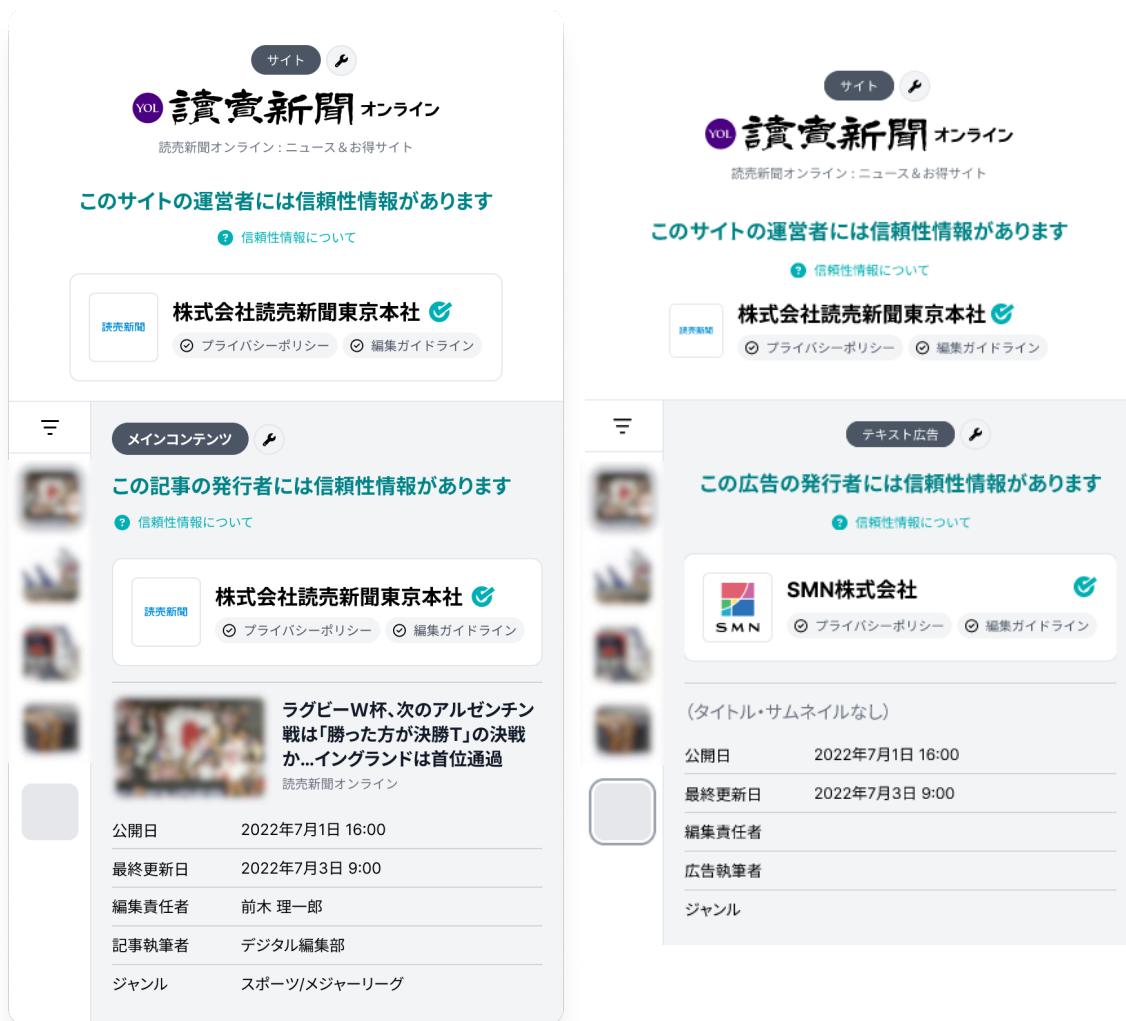 サイト
YOL 讀賣新聞 オンライン
読売新聞オンライン : ニュース＆お得サイト
このサイトの運営者には信頼性情報があります
? 信頼性情報について
読売新聞
株式会社読売新聞東京本社
プライバシーポリシー 編集ガイドライン
メインコンテンツ
この記事の発行者には信頼性情報があります
? 信頼性情報について
読売新聞
株式会社読売新聞東京本社
プライバシーポリシー 編集ガイドライン
ラグビーW杯、次のアルゼンチン
戦は「勝った方が決勝T」の決戦
か…イングランドは首位通過
読売新聞オンライン
公開日 2022年7月1日 16:00
最終更新日 2022年7月3日 9:00
編集責任者 前木 理一郎
記事執筆者 デジタル編集部
ジャンル スポーツ/メジャーリーグ
サイト
YOL 讀賣新聞 オンライン
読売新聞オンライン : ニュース＆お得サイト
このサイトの運営者には信頼性情報があります
? 信頼性情報について
読売新聞
株式会社読売新聞東京本社
プライバシーポリシー 編集ガイドライン
テキスト広告
この広告の発行者には信頼性情報があります
? 信頼性情報について
SMN
SMN株式会社
プライバシーポリシー 編集ガイドライン
（タイトル・サムネイルなし）
公開日 2022年7月1日 16:00
最終更新日 2022年7月3日 9:00
編集責任者
広告執筆者
ジャンル